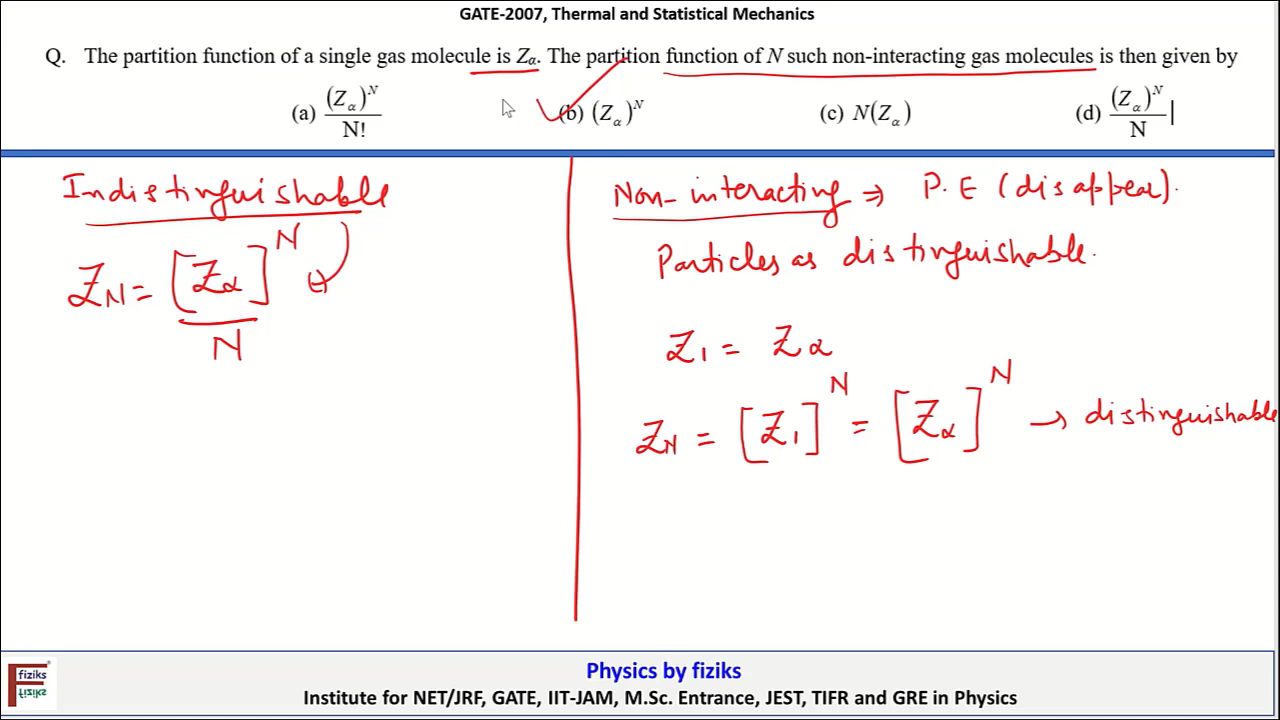 GATE-2007, Thermal and Statistical Mechanics
Q. The partition function of a single gas molecule is Zα. The partition function of N such non-interacting gas molecules is then given by
(a) (Zα)^N / N! (b) (Zα)^N (c) N(Zα) (d) (Zα)^N / N
Indistinguishable
Z_N = [Zα]^N / N
Non-interacting ⇒ P.E (disappear).
Particles as distinguishable.
Z_1 = Zα
Z_N = [Z_1]^N = [Zα]^N → distinguishable
fiziks
fiziks
Physics by fiziks
Institute for NET/JRF, GATE, IIT-JAM, M.Sc. Entrance, JEST, TIFR and GRE in Physics